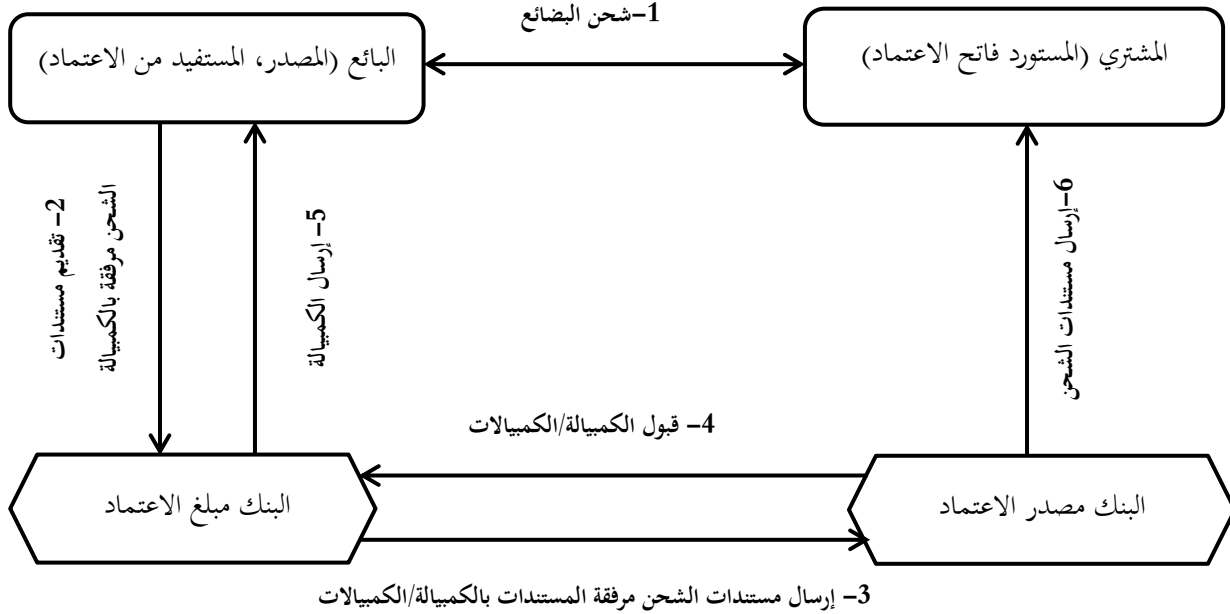 1-شحن البضائع
المشتري (المستورد فاتح الاعتماد)
البائع (المصدر، المستفيد من الاعتماد)
2- تقديم مستندات
الشحن مرفقة بالكمبيالة
5- إرسال الكمبيالة
6-إرسال مستندات الشحن
4- قبول الكمبيالة/الكمبيالات
البنك مصدر الاعتماد
البنك مبلغ الاعتماد
3- إرسال مستندات الشحن مرفقة المستندات بالكمبيالة/الكمبيالات